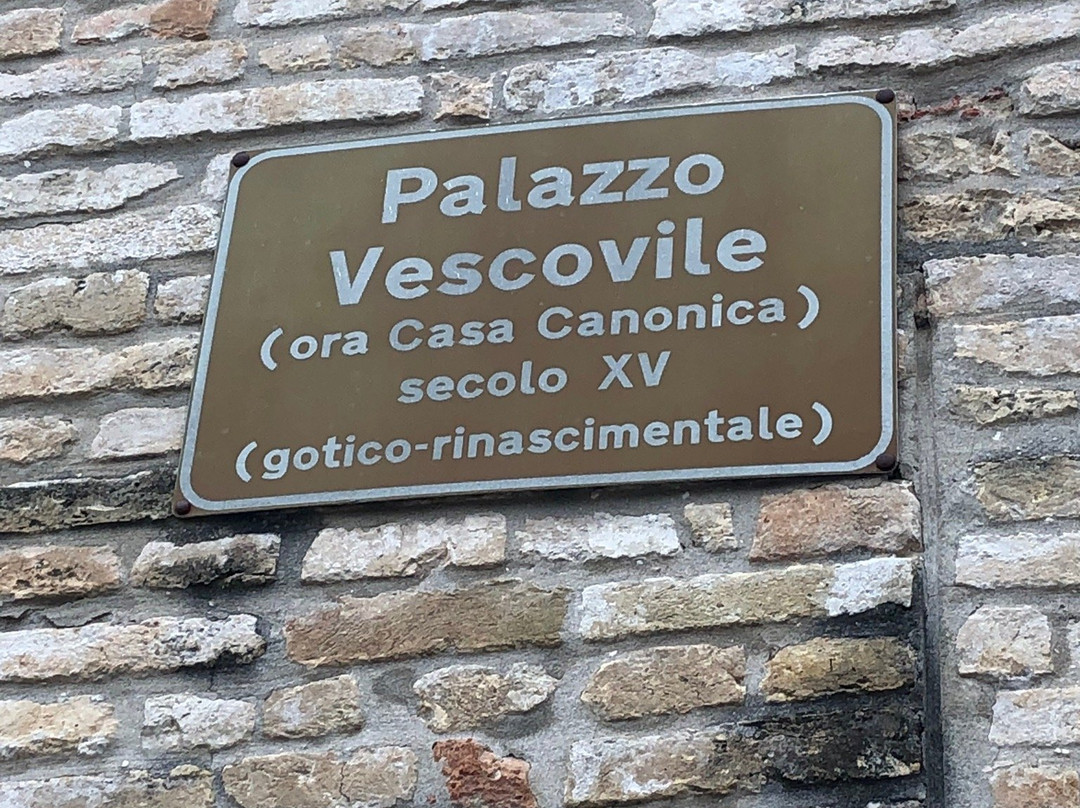 Palazzo
Vescovile
(ora Casa Canonica)
secolo XV
(gotico-rinascimentale)